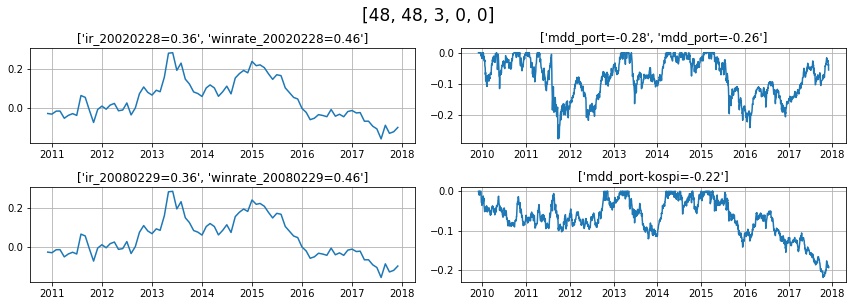 [48, 48, 3, 0, 0]
['ir_20020228=0.36', 'winrate_20020228=0.46']
0.2
0.0
2011 2012 2013 2014 2015 2016 2017 2018
['mdd_port=-0.28', 'mdd_port=-0.26']
0.0
−0.1
−0.2
2010 2011 2012 2013 2014 2015 2016 2017 2018
['ir_20080229=0.36', 'winrate_20080229=0.46']
0.2
0.0
2011 2012 2013 2014 2015 2016 2017 2018
['mdd_port-kospi=-0.22']
0.0
−0.1
−0.2
2010 2011 2012 2013 2014 2015 2016 2017 2018